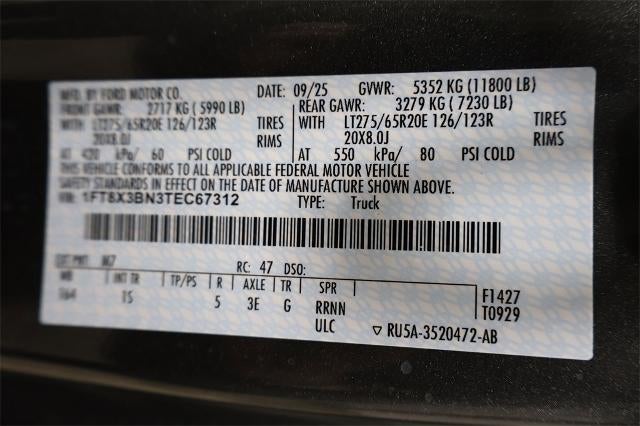 MFD. BY FORD MOTOR CO. DATE: 09/25 GVWR: 5352 KG (11800 LB)
FRONT GAWR: 2717 KG (5990 LB) REAR GAWR: 3279 KG (7230 LB)
WITH LT275/65R20E 126/123R TIRES WITH LT275/65R20E 126/123R TIRES
20X8.0J RIMS 20X8.0J RIMS
AT 420 kPa/ 60 PSI COLD AT 550 kPa/ 80 PSI COLD
THIS VEHICLE CONFORMS TO ALL APPLICABLE FEDERAL MOTOR VEHICLE
SAFETY STANDARDS IN EFFECT ON THE DATE OF MANUFACTURE SHOWN ABOVE.
VIN: 1FT8X3BN3TEC67312 TYPE: Truck
EXT PNT: M7 RC: 47 DSO:
WB INT TR TP/PS R AXLE TR SPR F1427
164 1S 5 3E G RRNN T0929
ULC RU5A-3520472-AB